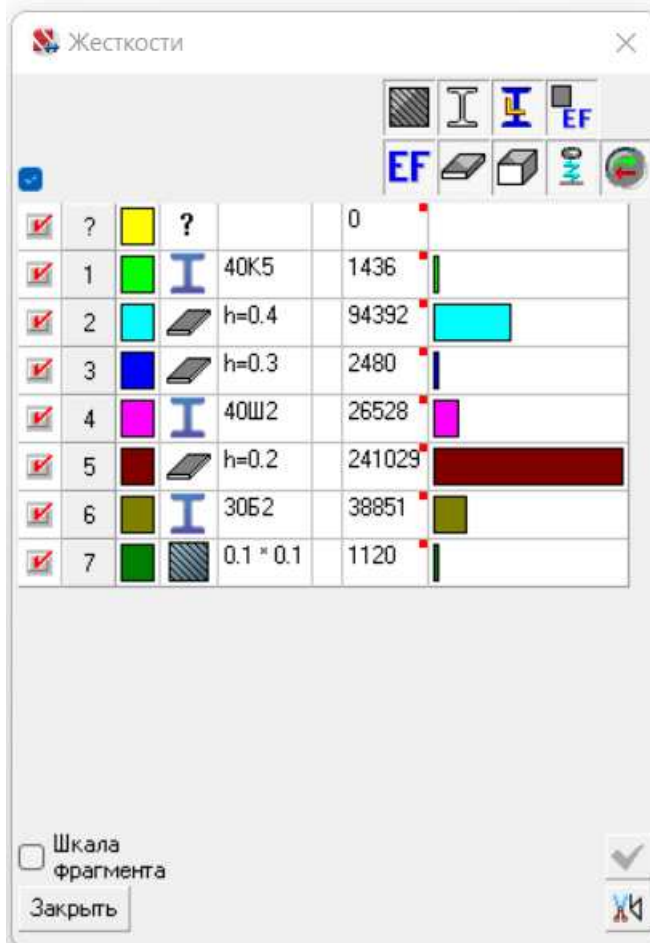 Жесткости
EF
EF
? ? 0
1 40К5 1436
2 h=0.4 94392
3 h=0.3 2480
4 40Ш2 26528
5 h=0.2 241029
6 30Б2 38851
7 0.1 * 0.1 1120
Шкала
фрагмента
Закрыть